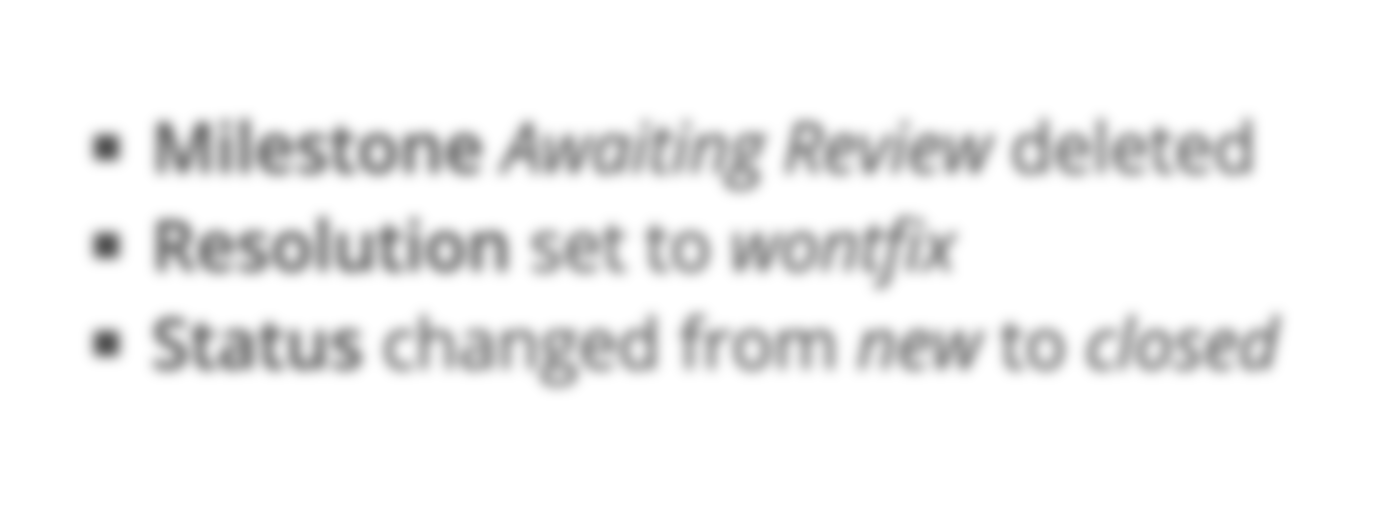 ▪ Milestone Awaiting Review deleted
▪ Resolution set to wontfix
▪ Status changed from new to closed